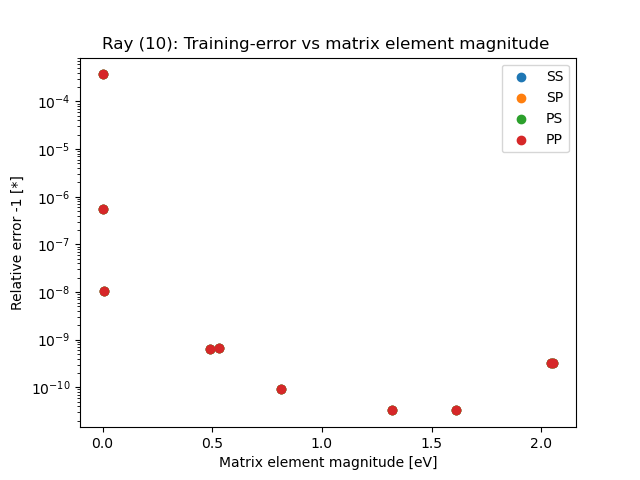 Ray (10): Training-error vs matrix element magnitude
SS
SP
PS
PP
Relative error -1 [*]
10⁻⁴
10⁻⁵
10⁻⁶
10⁻⁷
10⁻⁸
10⁻⁹
10⁻¹⁰
0.0 0.5 1.0 1.5 2.0
Matrix element magnitude [eV]